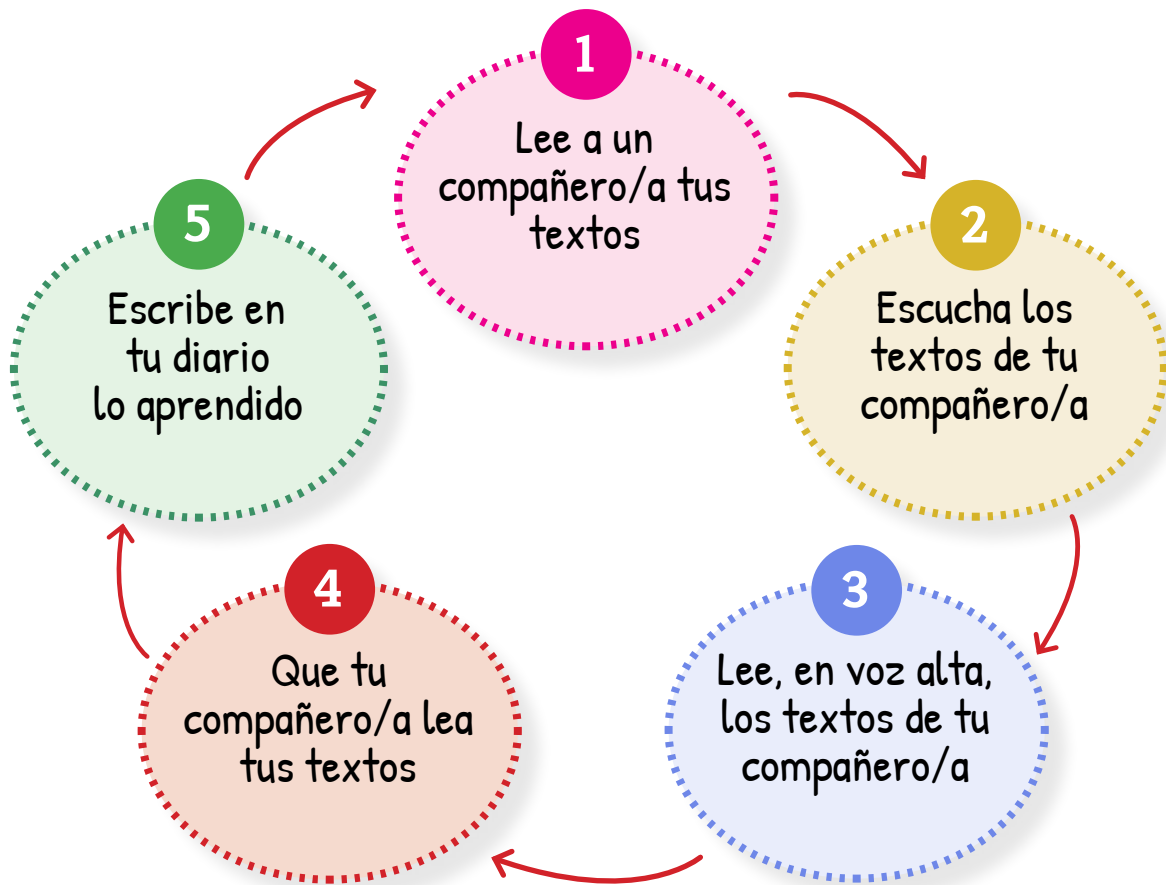 1
Lee a un
compañero/a tus
textos
2
Escucha los
textos de tu
compañero/a
3
Lee, en voz alta,
los textos de tu
compañero/a
4
Que tu
compañero/a lea
tus textos
5
Escribe en
tu diario
lo aprendido